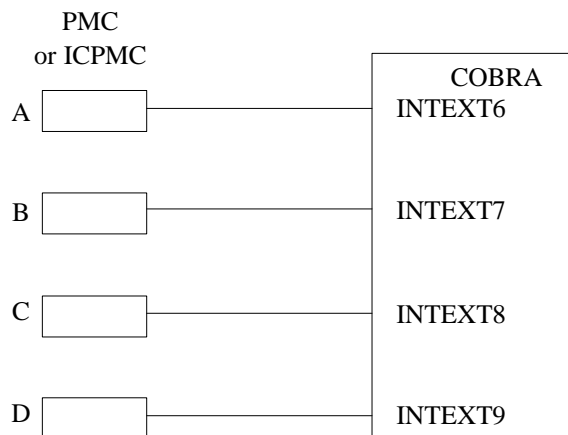 PMC
or ICPMC
COBRA
A
INTEXT6
B
INTEXT7
C
INTEXT8
D
INTEXT9